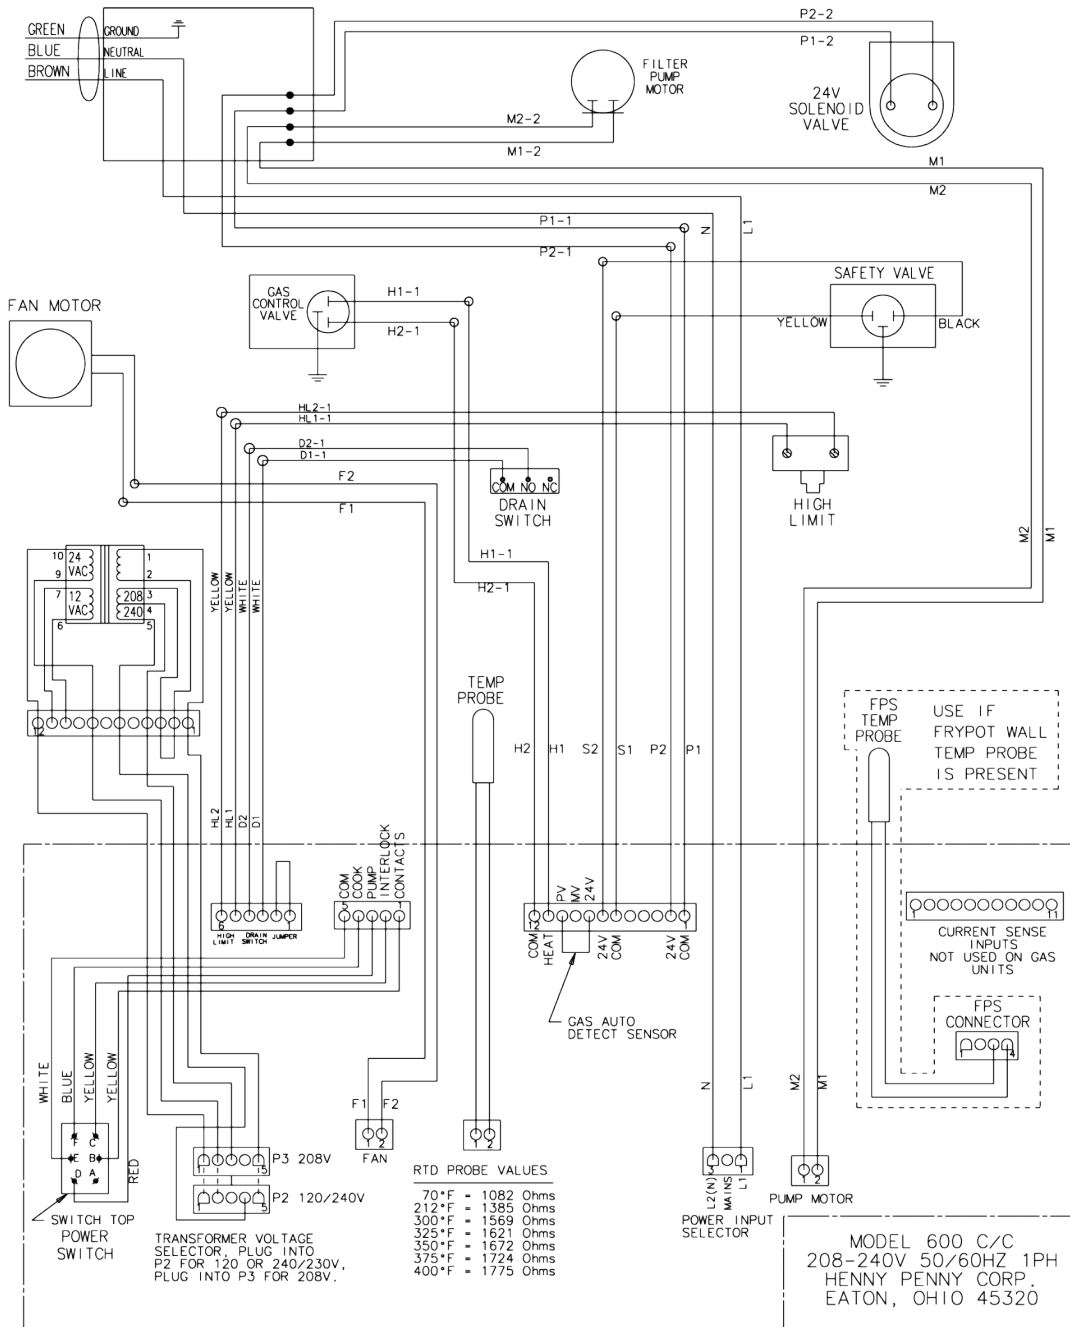 P2-2
P1-2
GREEN
GROUND
BLUE
NEUTRAL
BROWN
LINE
FILTER
PUMP
MOTOR
24V
SOLENOID
VALVE
M2-2
M1-2
M1
M2
P1-1
P2-1
N
L1
GAS
CONTROL
VALVE
H1-1
H2-1
SAFETY VALVE
YELLOW
BLACK
FAN MOTOR
HL2-1
HL1-1
D2-1
D1-1
F2
F1
COM NO NC
DRAIN
SWITCH
HIGH
LIMIT
M2
M1
H1-1
H2-1
10 24 VAC
9
7 12 VAC
6
1
2
208 3
240 4
5
YELLOW
YELLOW
WHITE
WHITE
12
1
TEMP
PROBE
H2
H1
S2
S1
P2
P1
FPS
TEMP
PROBE
USE IF
FRYPOT WALL
TEMP PROBE
IS PRESENT
HL2
HL1
D2
D1
COM
COOK
PUMP
INTERLOCK
CONTACTS
5
1
6
1
HIGH
LIMIT
DRAIN
SWITCH
JUMPER
PV
MV
24V
12
1
COM
HEAT
24V
COM
24V
COM
GAS AUTO
DETECT SENSOR
1
11
CURRENT SENSE
INPUTS
NOT USED ON GAS
UNITS
FPS
CONNECTOR
1
4
WHITE
BLUE
YELLOW
YELLOW
RED
F C
E B
D A
SWITCH TOP
POWER
SWITCH
1
5
P3 208V
1
5
P2 120/240V
TRANSFORMER VOLTAGE
SELECTOR, PLUG INTO
P2 FOR 120 OR 240/230V,
PLUG INTO P3 FOR 208V.
F1
F2
1 2
FAN
1 2
RTD PROBE VALUES
70°F = 1082 Ohms
212°F = 1385 Ohms
300°F = 1569 Ohms
325°F = 1621 Ohms
350°F = 1672 Ohms
375°F = 1724 Ohms
400°F = 1775 Ohms
N
L1
3
1
L2(N)
MAINS
L1
POWER INPUT
SELECTOR
M2
M1
1 2
PUMP MOTOR
MODEL 600 C/C
208-240V 50/60HZ 1PH
HENNY PENNY CORP.
EATON, OHIO 45320